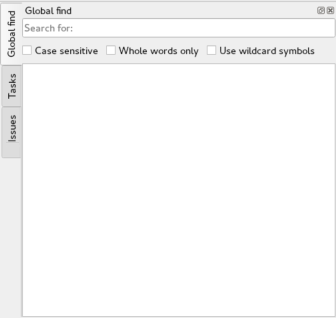 Global find
Search for:
Case sensitive
Whole words only
Use wildcard symbols
Global find
Tasks
Issues